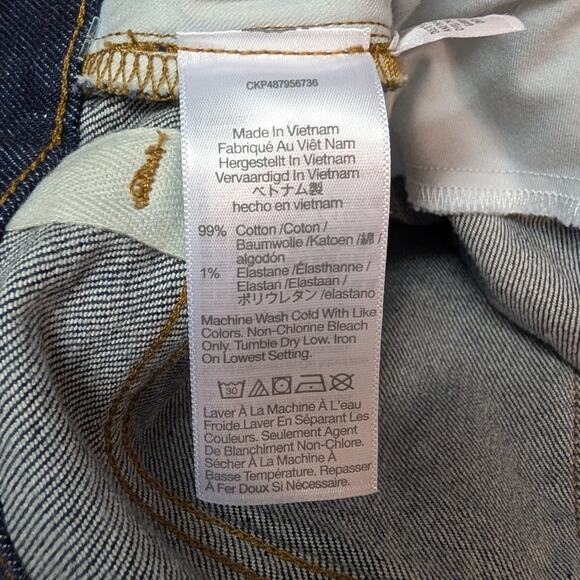 CKP487956736
Made In Vietnam
Fabriqué Au Viêt Nam
Hergestellt In Vietnam
Vervaardigd In Vietnam
ベトナム製
hecho en vietnam
99% Cotton /Coton/
Baumwolle /Katoen /綿/
algodón
1% Elastane /Élasthanne/
Elastan /Elastaan /
ポリウレタン /elastano
Machine Wash Cold With Like
Colors. Non-Chlorine Bleach
Only. Tumble Dry Low. Iron
On Lowest Setting.
30
Laver À La Machine À L'eau
Froide.Laver En Séparant Les
Couleurs. Seulement Agent
De Blanchiment Non-Chlore.
Sécher À La Machine À
Basse Température. Repasser
À Fer Doux Si Nécessaire.